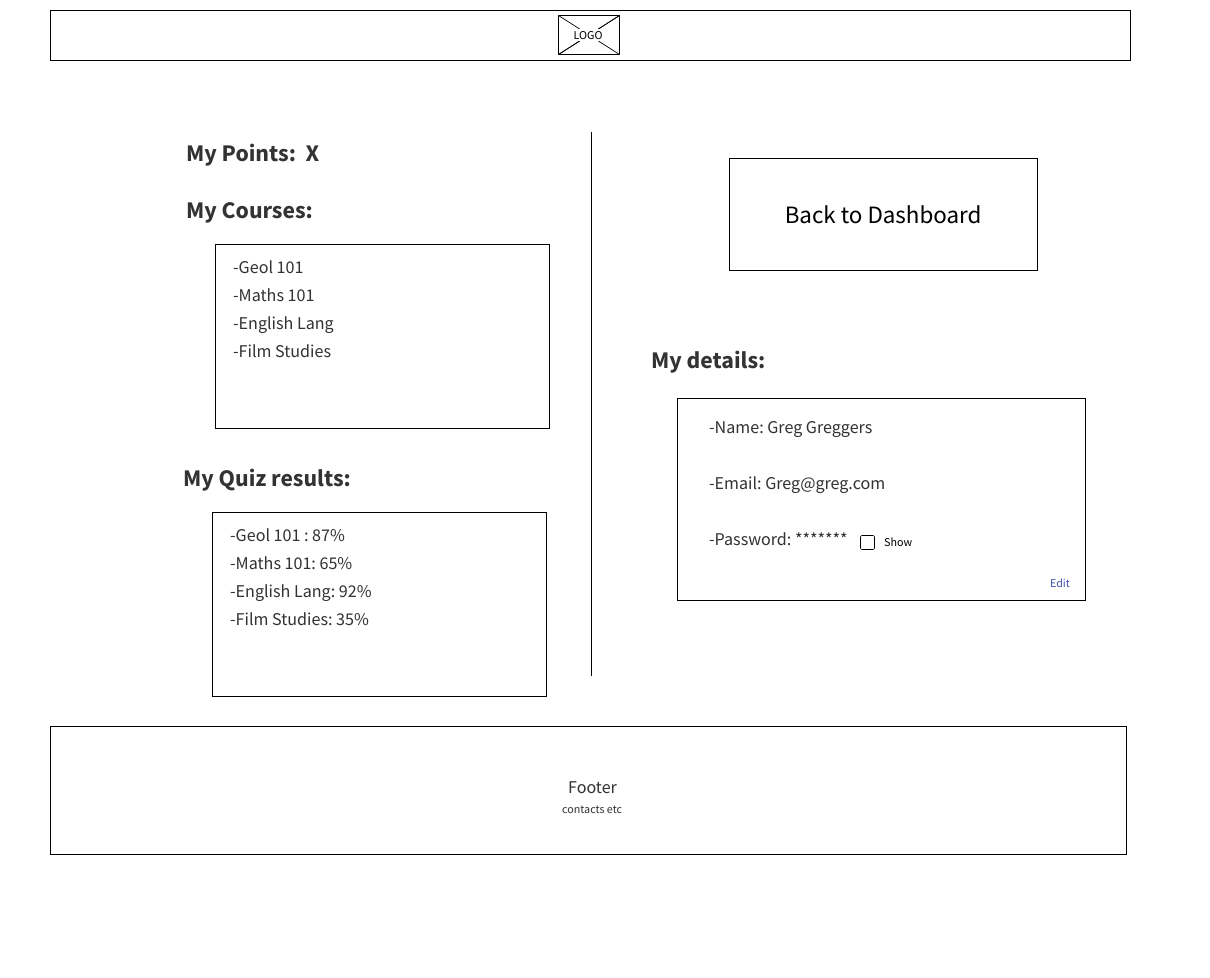 LOGO
My Points:  X
My Courses:
-Geol 101
-Maths 101
-English Lang
-Film Studies
My Quiz results:
-Geol 101 : 87%
-Maths 101: 65%
-English Lang: 92%
-Film Studies: 35%
Back to Dashboard
My details:
-Name: Greg Greggers
-Email: Greg@greg.com
-Password: ******* Show
Edit
Footer
contacts etc